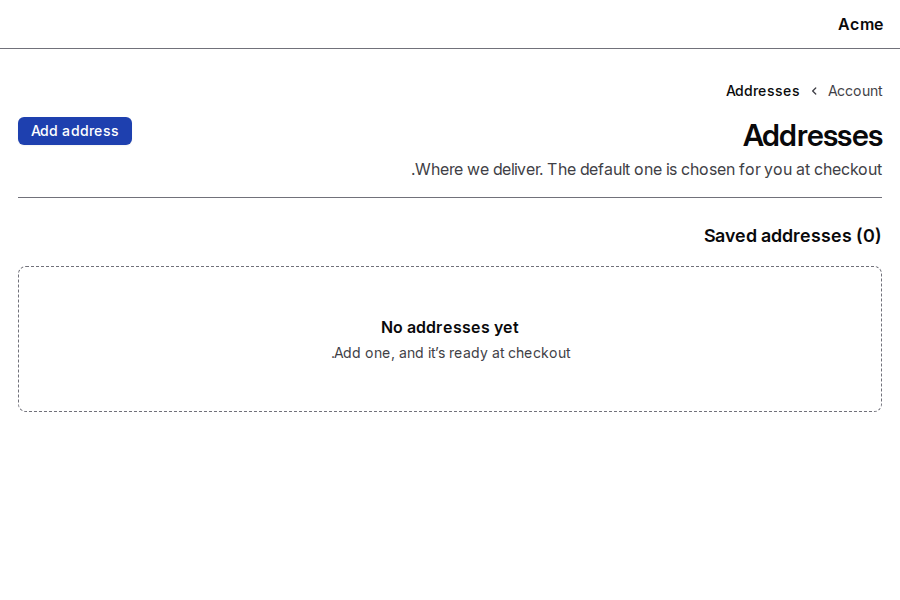 Acme
Account › Addresses
Addresses
Add address
Where we deliver. The default one is chosen for you at checkout.
Saved addresses (0)
No addresses yet
Add one, and it’s ready at checkout.